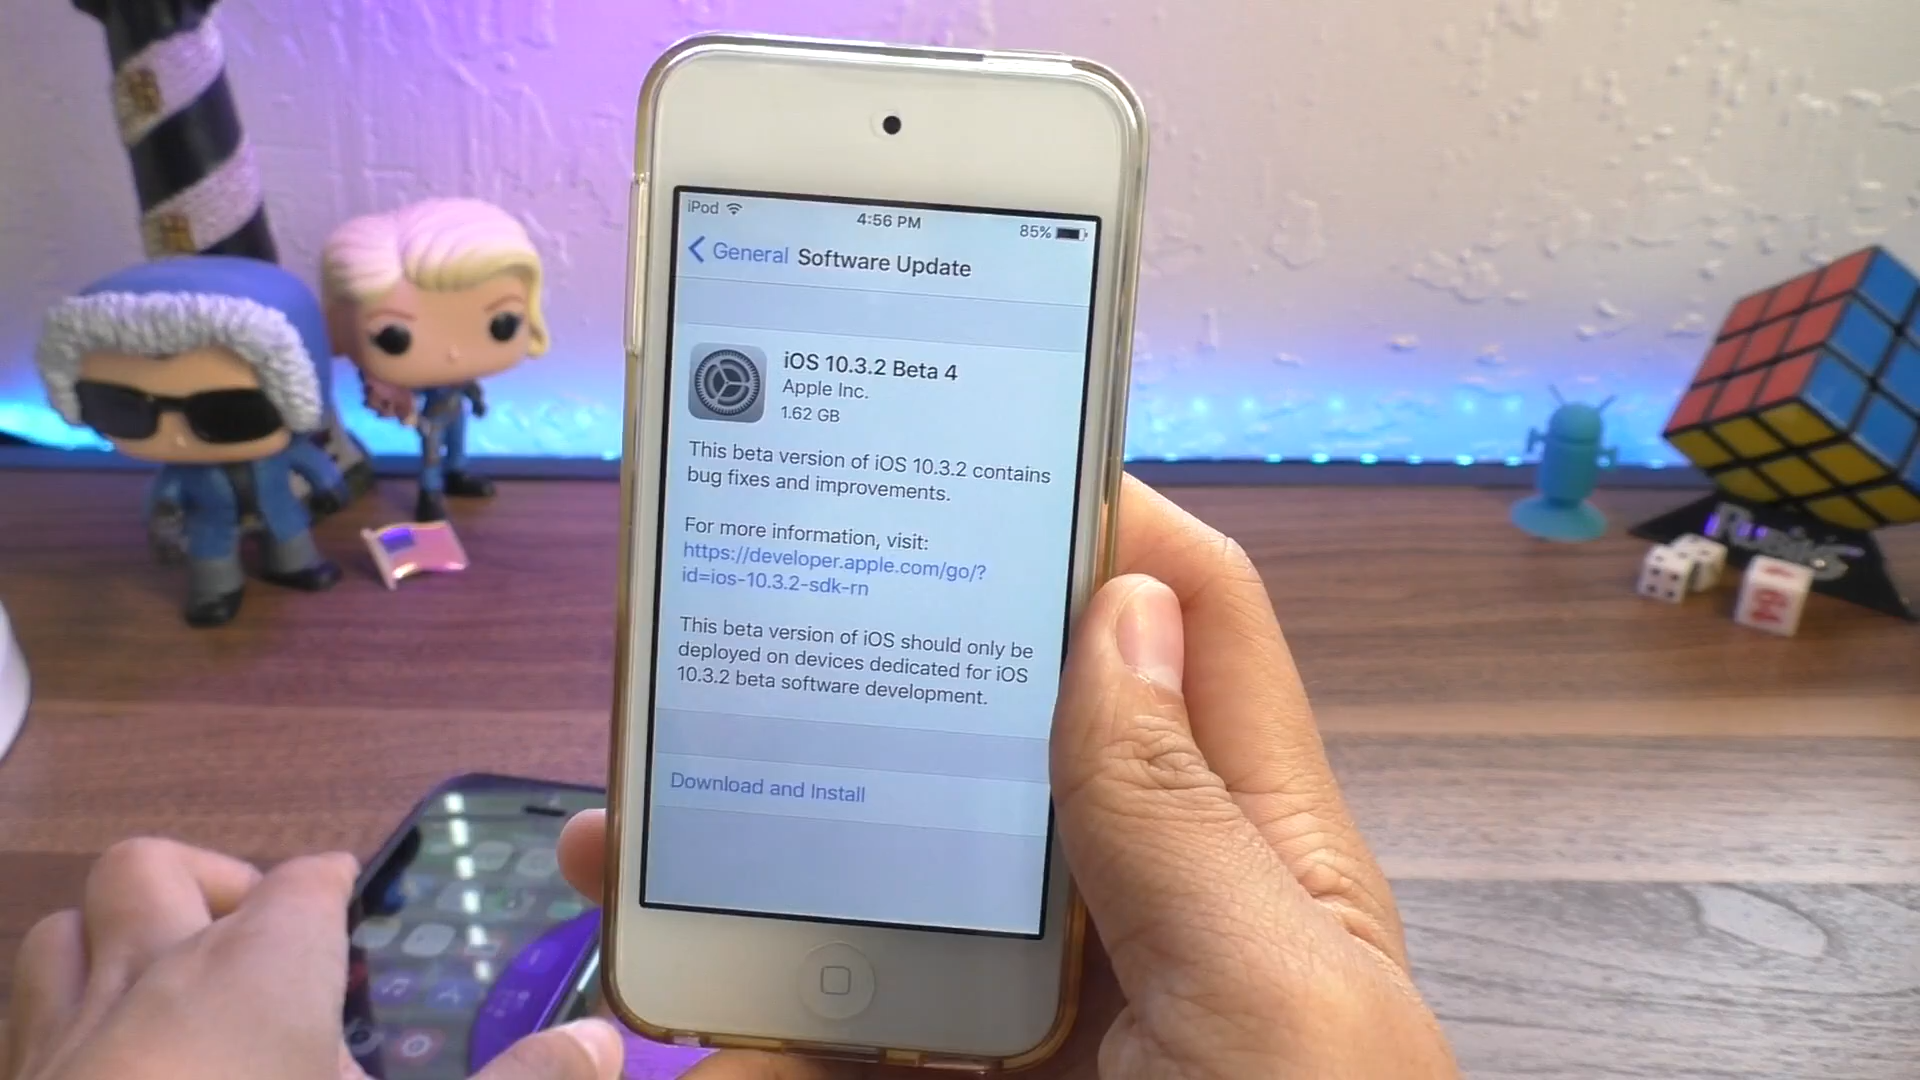 iPod
4:56 PM
85%
General Software Update
iOS 10.3.2 Beta 4
Apple Inc.
1.62 GB
This beta version of iOS 10.3.2 contains
bug fixes and improvements.
For more information, visit:
https://developer.apple.com/go/?
id=ios-10.3.2-sdk-rn
This beta version of iOS should only be
deployed on devices dedicated for iOS
10.3.2 beta software development.
Download and Install
Rubik's
64